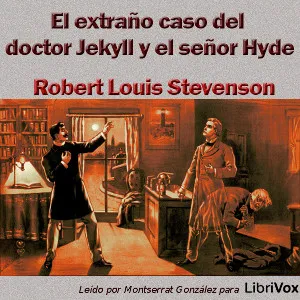 El extraño caso del
doctor Jekyll y el señor Hyde
Robert Louis Stevenson
Leído por Montserrat González para LibriVox